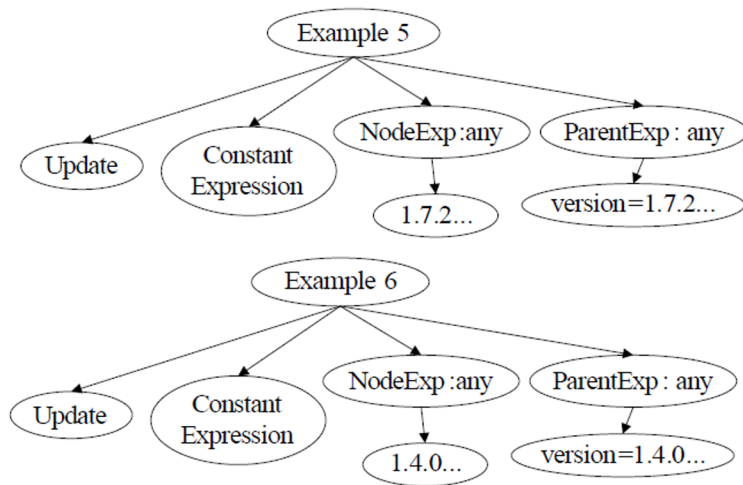 Example 5
Update
Constant
Expression
NodeExp:any
ParentExp: any
1.7.2...
version=1.7.2...
Example 6
Update
Constant
Expression
NodeExp:any
ParentExp: any
1.4.0...
version=1.4.0...